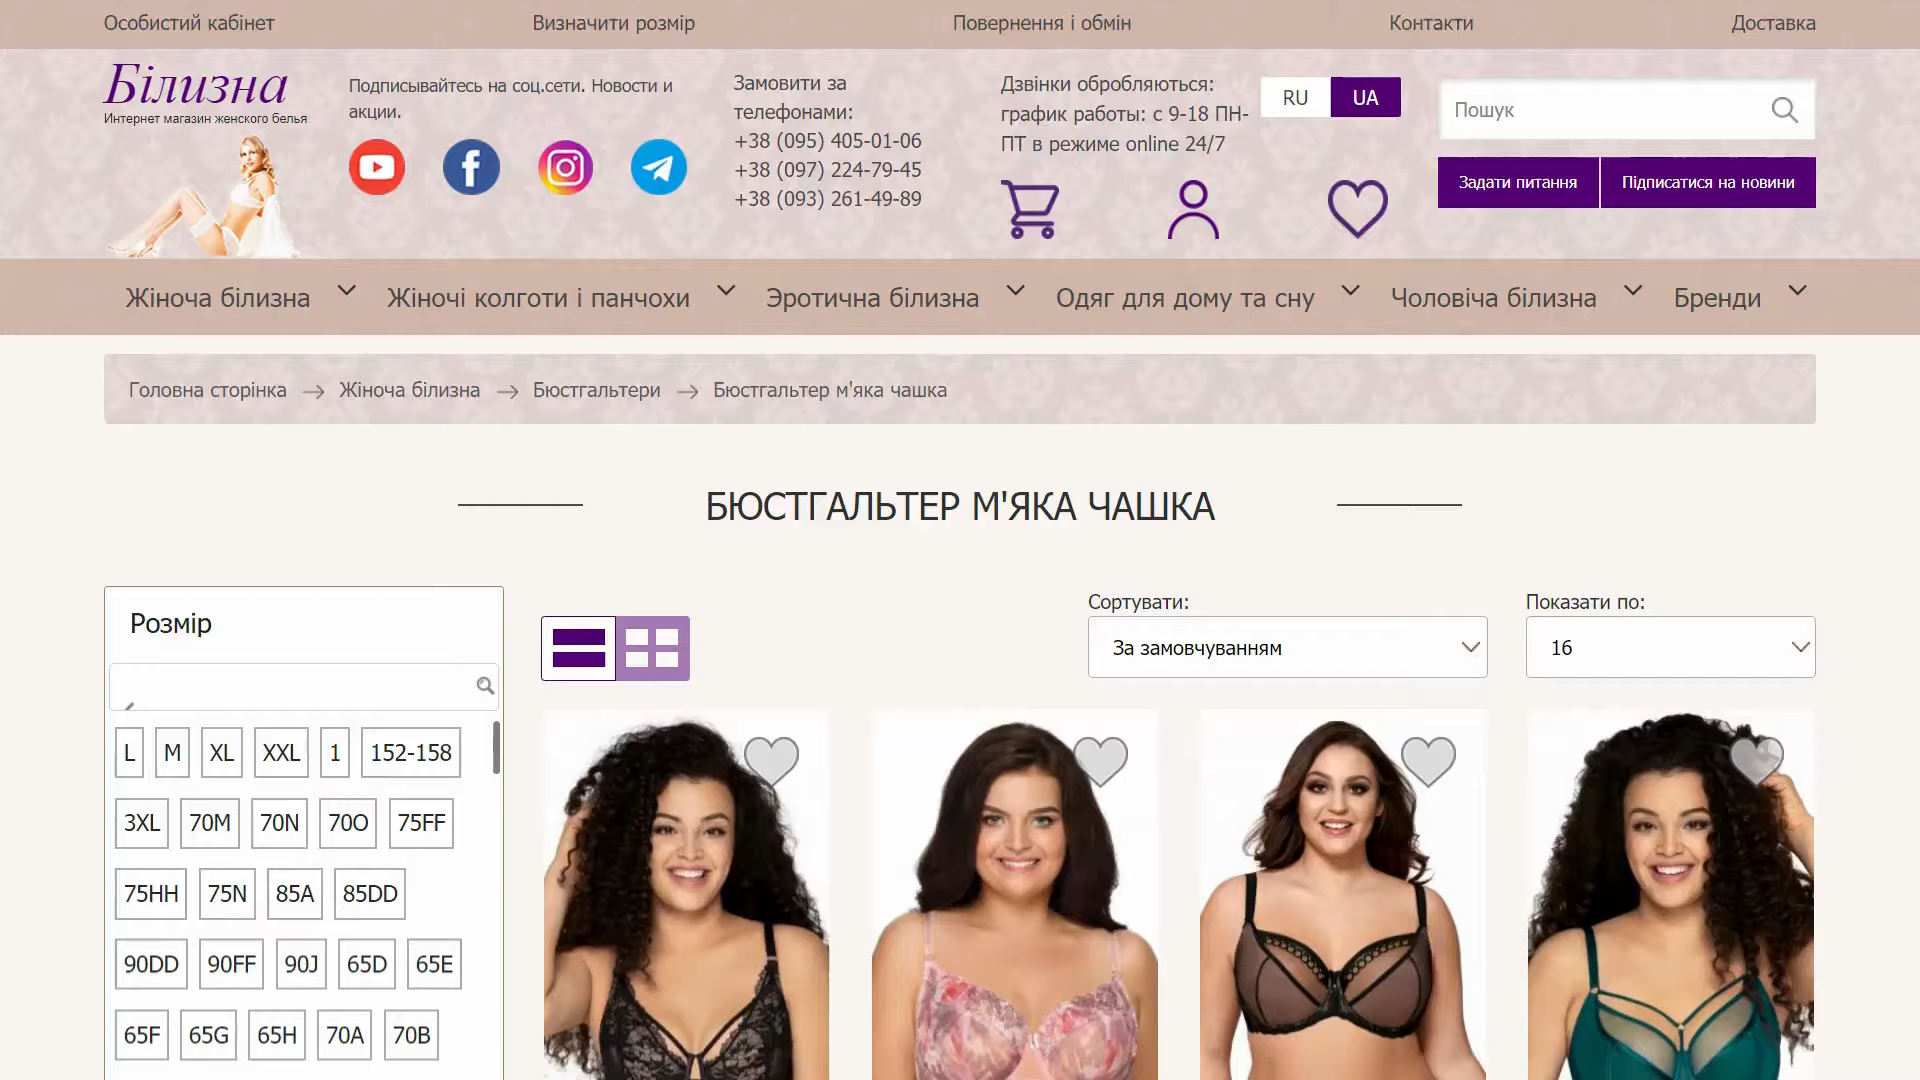 Особистий кабінет
Визначити розмір
Повернення і обмін
Контакти
Доставка
Білизна
Интернет магазин женского белья
Подписывайтесь на соц.сети. Новости и
акции.
Замовити за
телефонами:
+38 (095) 405-01-06
+38 (097) 224-79-45
+38 (093) 261-49-89
Дзвінки обробляються:
график работы: с 9-18 ПН-
ПТ в режиме online 24/7
RU
UA
Пошук
Задати питання
Підписатися на новини
Жіноча білизна
Жіночі колготи і панчохи
Эротична білизна
Одяг для дому та сну
Чоловіча білизна
Бренди
Головна сторінка
Жіноча білизна
Бюстгальтери
Бюстгальтер м'яка чашка
БЮСТГАЛЬТЕР М'ЯКА ЧАШКА
Розмір
Сортувати:
За замовчуванням
Показати по:
16
L M XL XXL 1 152-158
3XL 70M 70N 70O 75FF
75HH 75N 85A 85DD
90DD 90FF 90J 65D 65E
65F 65G 65H 70A 70B